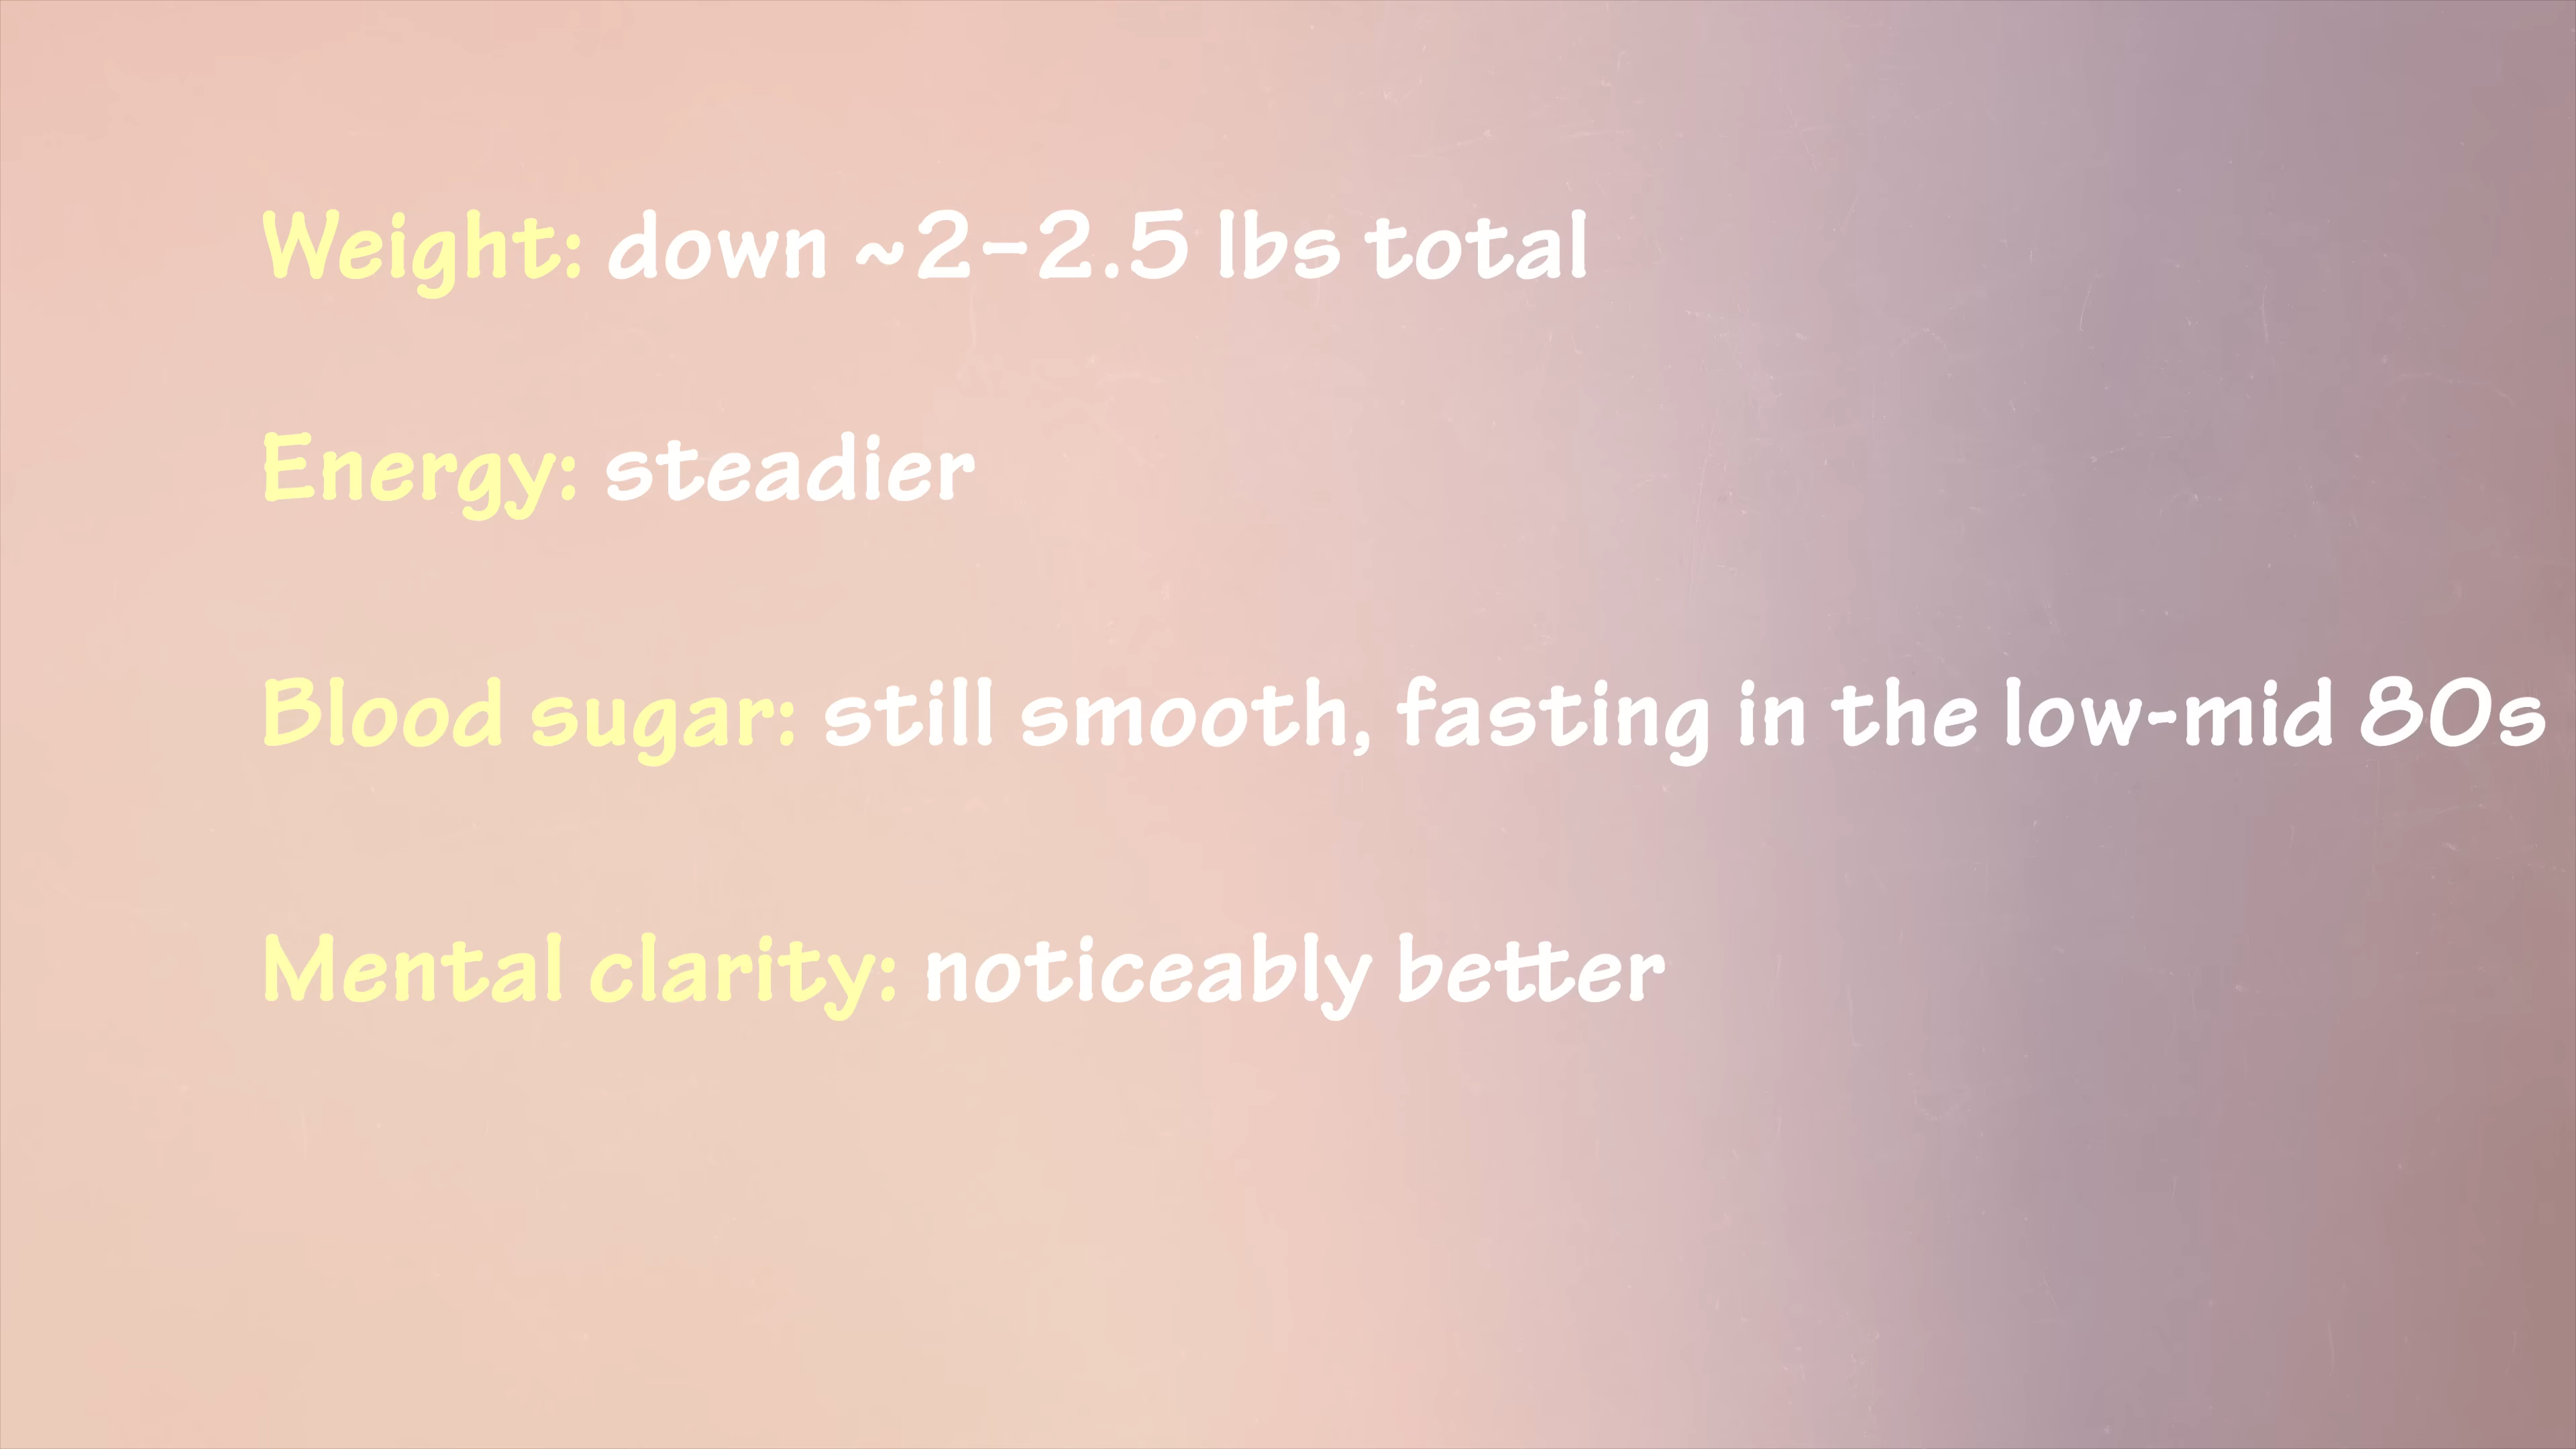 Weight: down ~2–2.5 lbs total
Energy: steadier
Blood sugar: still smooth, fasting in the low-mid 80s
Mental clarity: noticeably better